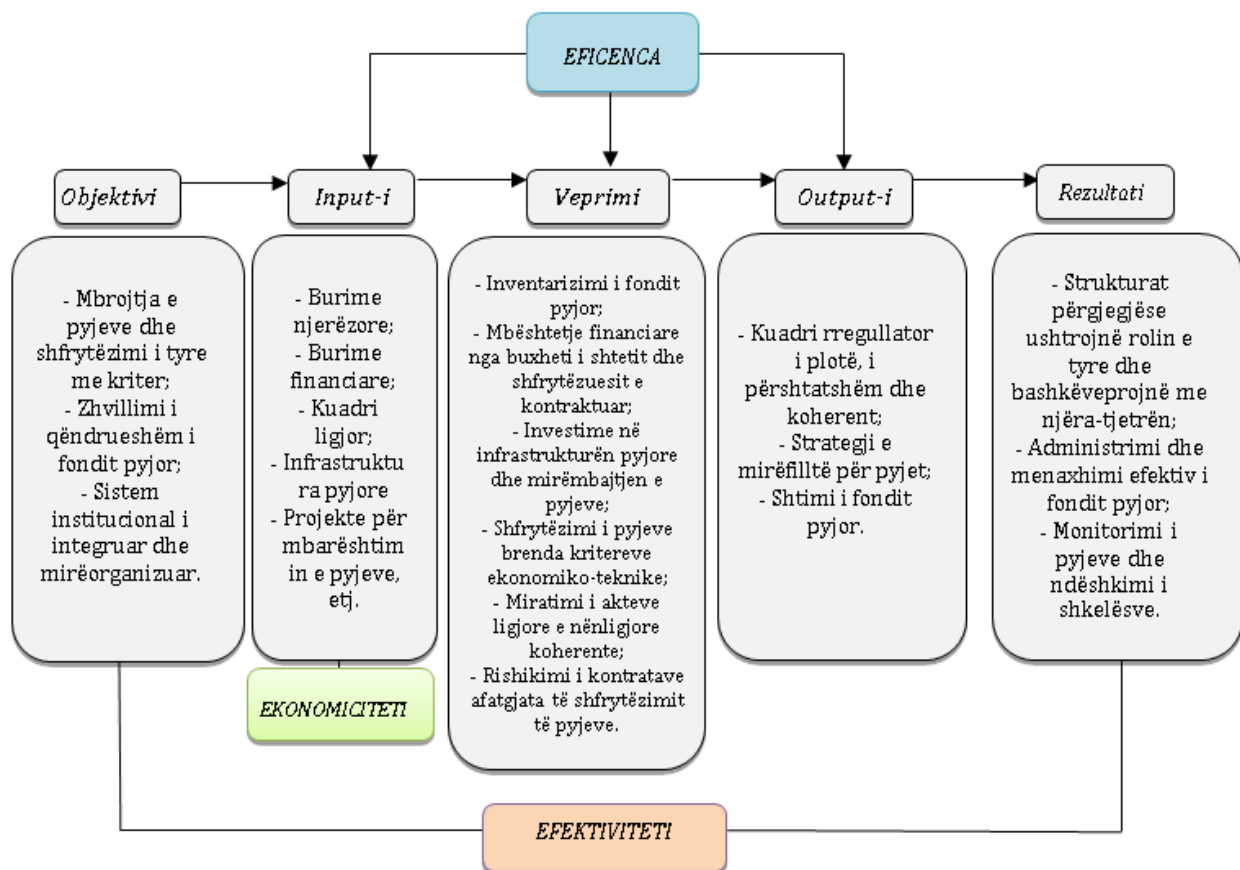 EFICENCA
Objektivi
Input-i
Veprimi
Output-i
Rezultati
- Mbrojtja e
pyjeve dhe
shfrytëzimi i tyre
me kriter;
- Zhvillimi i
qëndrueshëm i
fondit pyjor;
- Sistem
institucional i
integruar dhe
mirëorganizuar.
- Burime
njerëzore;
- Burime
financiare;
- Kuadri
ligjor;
- Infrastruktu
ra pyjore
- Projekte për
mbarështim
in e pyjeve,
etj.
- Inventarizimi i fondit
pyjor;
- Mbështetje financiare
nga buxheti i shtetit dhe
shfrytëzuesit e
kontraktuar;
- Investime në
infrastrukturën pyjore
dhe mirëmbajtjen e
pyjeve;
- Shfrytëzimi i pyjeve
brenda kritereve
ekonomiko-teknike;
- Miratimi i akteve
ligjore e nënligjore
koherente;
- Rishikimi i kontratave
afatgjata të shfrytëzimit
të pyjeve.
- Kuadri rregullator
i plotë, i
përshtatshëm dhe
koherent;
- Strategji e
mirëfilltë për pyjet;
- Shtimi i fondit
pyjor.
- Strukturat
përgjegjëse
ushtrojnë rolin e
tyre dhe
bashkëveprojnë me
njëra-tjetrën;
- Administrimi dhe
menaxhimi efektiv i
fondit pyjor;
- Monitorimi i
pyjeve dhe
ndëshkimi i
shkelësve.
EKONOMICITETI
EFEKTIVITETI